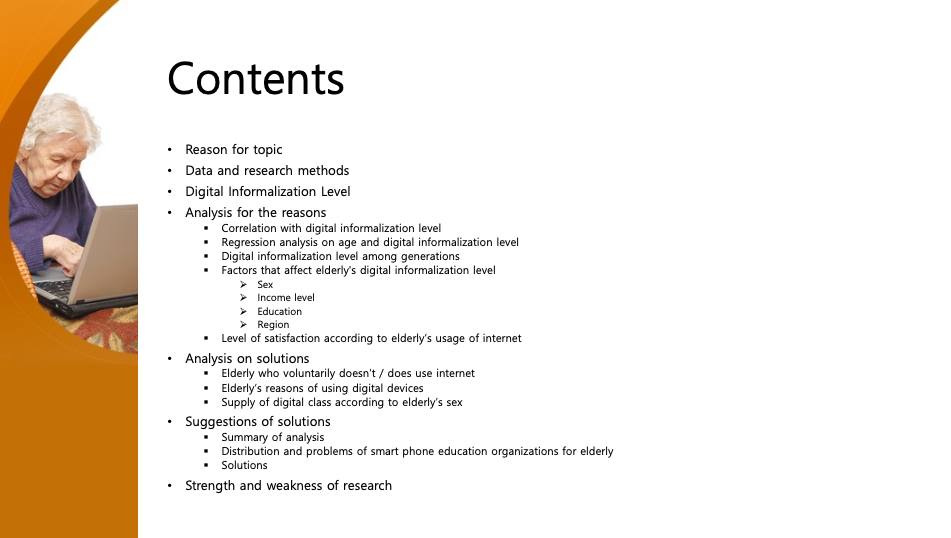 Contents
• Reason for topic
• Data and research methods
• Digital Informalization Level
• Analysis for the reasons
▪ Correlation with digital informalization level
▪ Regression analysis on age and digital informalization level
▪ Digital informalization level among generations
▪ Factors that affect elderly's digital informalization level
➢ Sex
➢ Income level
➢ Education
➢ Region
▪ Level of satisfaction according to elderly's usage of internet
• Analysis on solutions
▪ Elderly who voluntarily doesn't / does use internet
▪ Elderly's reasons of using digital devices
▪ Supply of digital class according to elderly's sex
• Suggestions of solutions
▪ Summary of analysis
▪ Distribution and problems of smart phone education organizations for elderly
▪ Solutions
• Strength and weakness of research